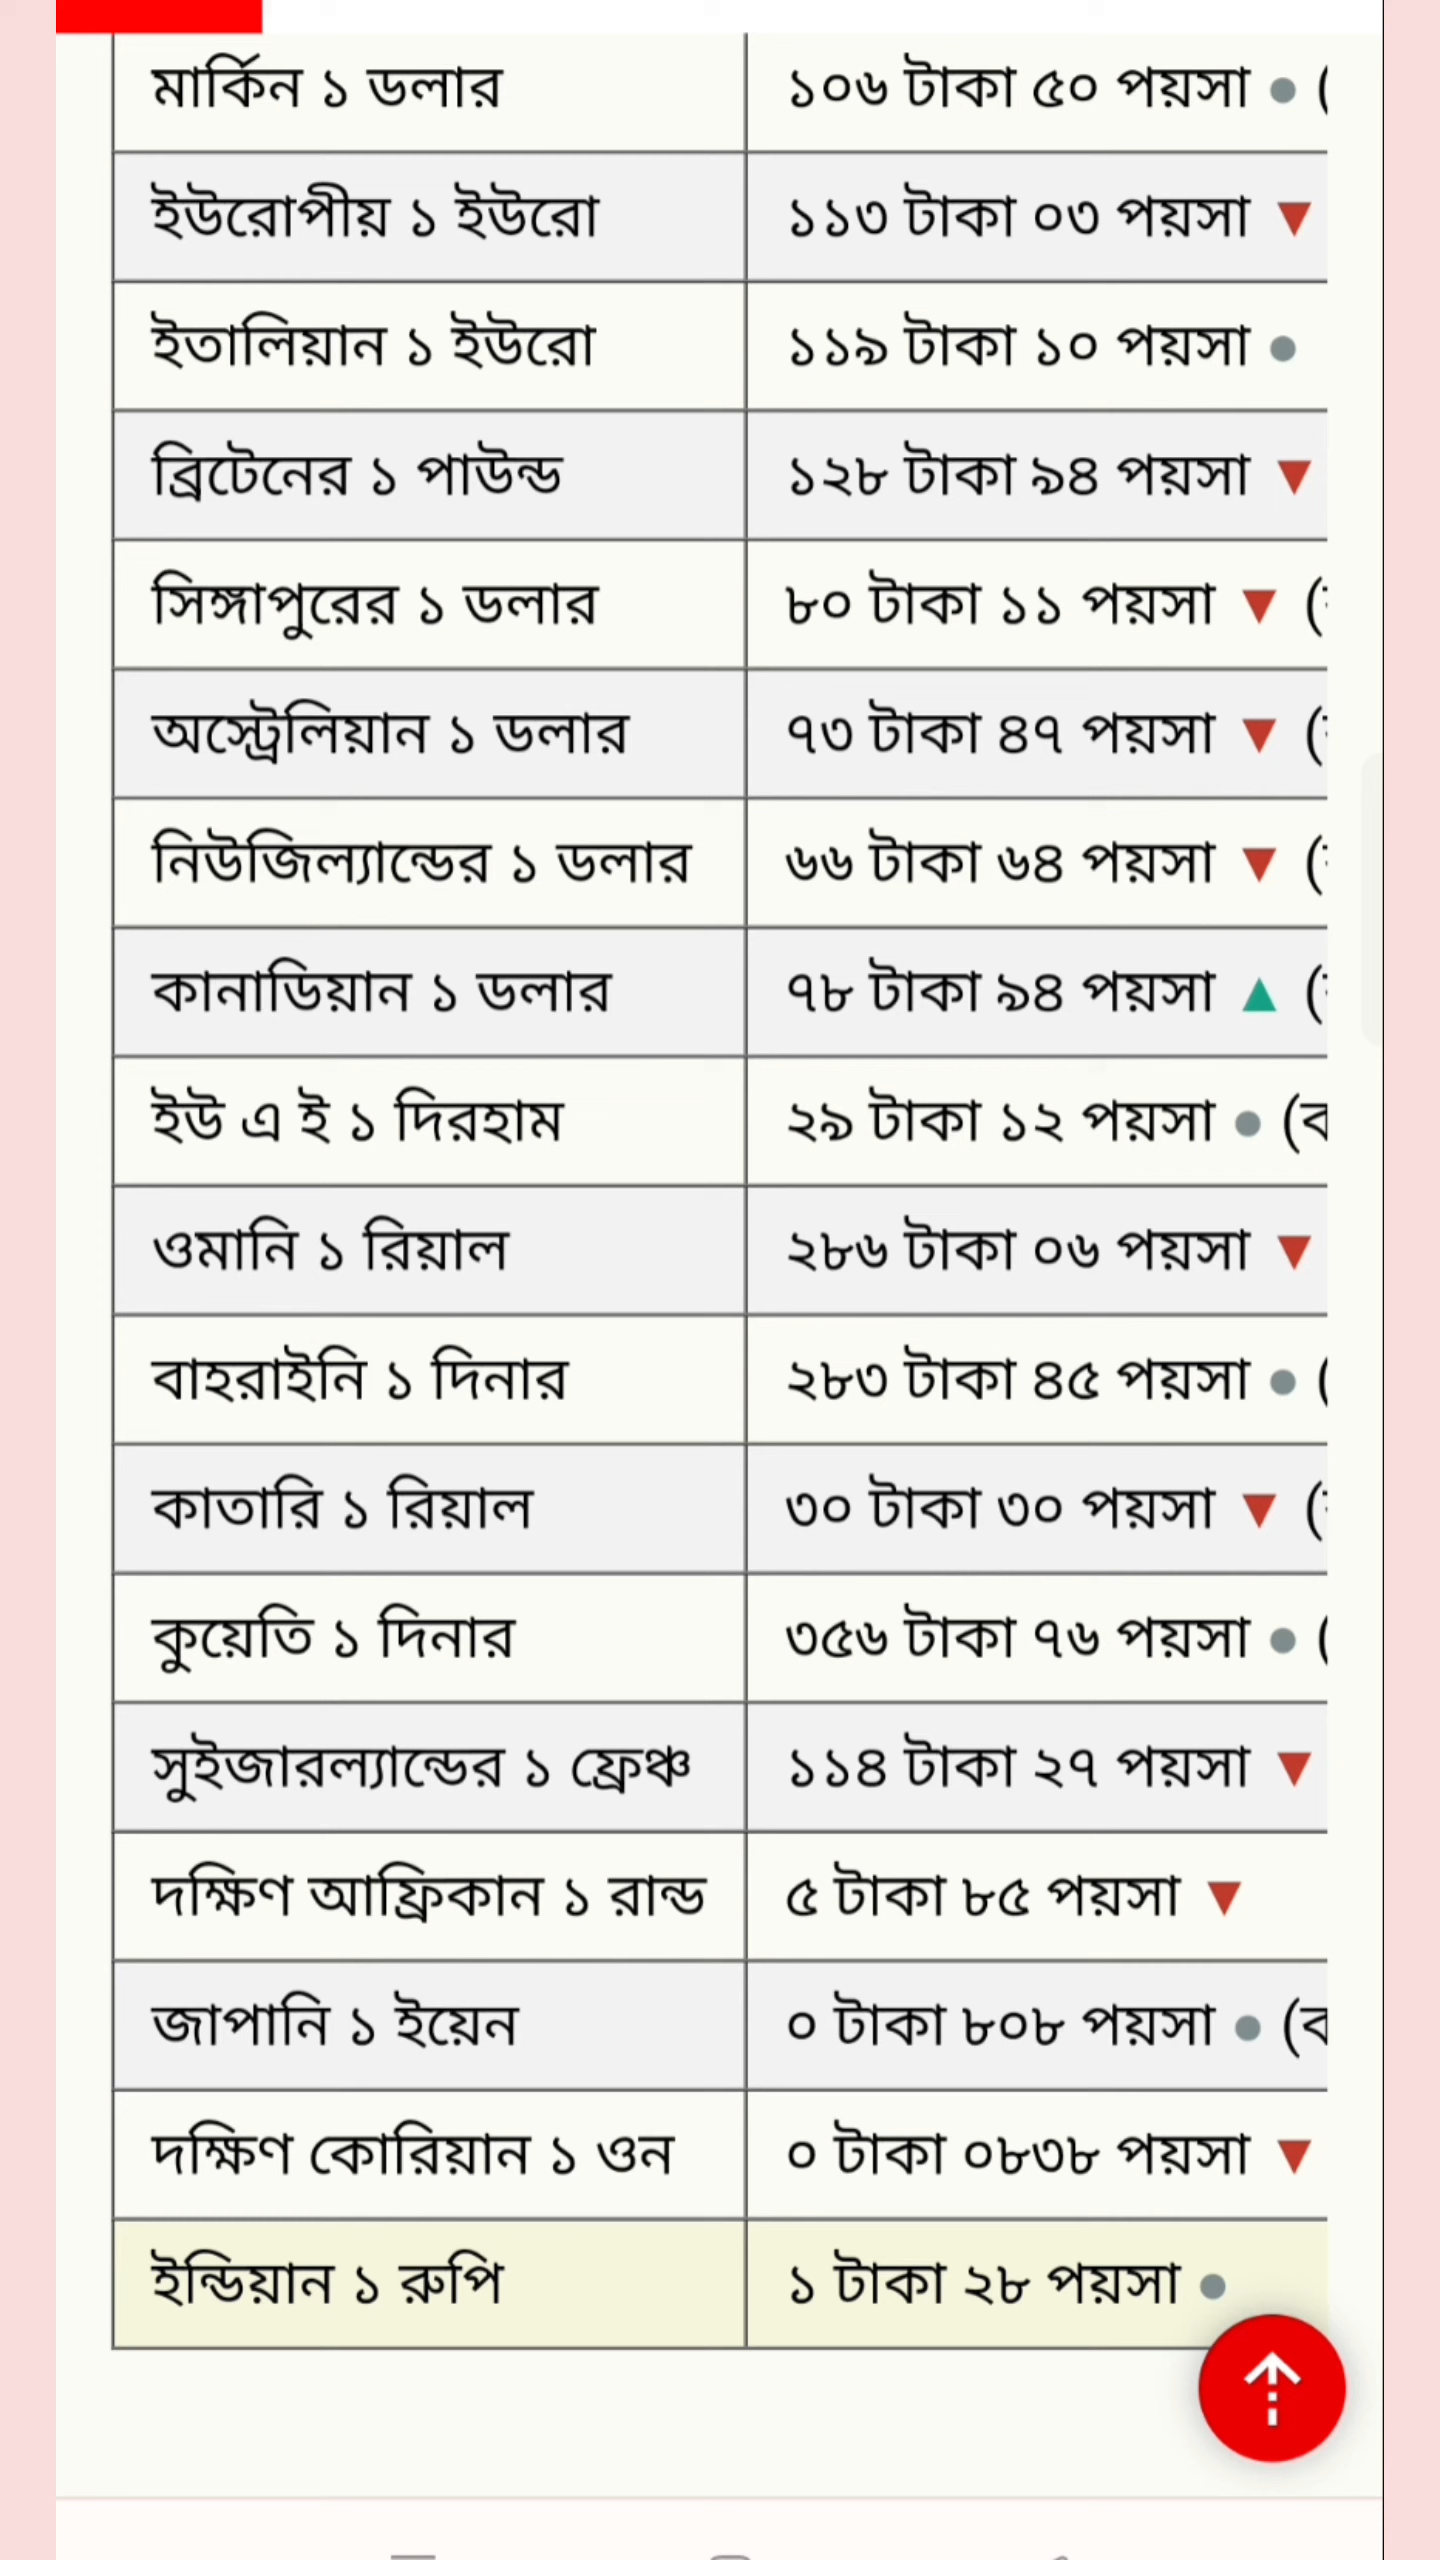 মার্কিন ১ ডলার ১০৬ টাকা ৫০ পয়সা ● (
ইউরোপীয় ১ ইউরো ১১৩ টাকা ০৩ পয়সা ▼
ইতালিয়ান ১ ইউরো ১১৯ টাকা ১০ পয়সা ●
ব্রিটেনের ১ পাউন্ড ১২৮ টাকা ৯৪ পয়সা ▼
সিঙ্গাপুরের ১ ডলার ৮০ টাকা ১১ পয়সা ▼ (
অস্ট্রেলিয়ান ১ ডলার ৭৩ টাকা ৪৭ পয়সা ▼ (
নিউজিল্যান্ডের ১ ডলার ৬৬ টাকা ৬৪ পয়সা ▼ (
কানাডিয়ান ১ ডলার ৭৮ টাকা ৯৪ পয়সা ▲ (
ইউ এ ই ১ দিরহাম ২৯ টাকা ১২ পয়সা ● (
ওমানি ১ রিয়াল ২৮৬ টাকা ০৬ পয়সা ▼
বাহরাইনি ১ দিনার ২৮৩ টাকা ৪৫ পয়সা ● (
কাতারি ১ রিয়াল ৩০ টাকা ৩০ পয়সা ▼ (
কুয়েতি ১ দিনার ৩৫৬ টাকা ৭৬ পয়সা ● (
সুইজারল্যান্ডের ১ ফ্রেঞ্চ ১১৪ টাকা ২৭ পয়সা ▼
দক্ষিণ আফ্রিকান ১ রান্ড ৫ টাকা ৮৫ পয়সা ▼
জাপানি ১ ইয়েন ০ টাকা ৮০৮ পয়সা ● (
দক্ষিণ কোরিয়ান ১ ওন ০ টাকা ০৮৩৮ পয়সা ▼
ইন্ডিয়ান ১ রুপি ১ টাকা ২৮ পয়সা ●